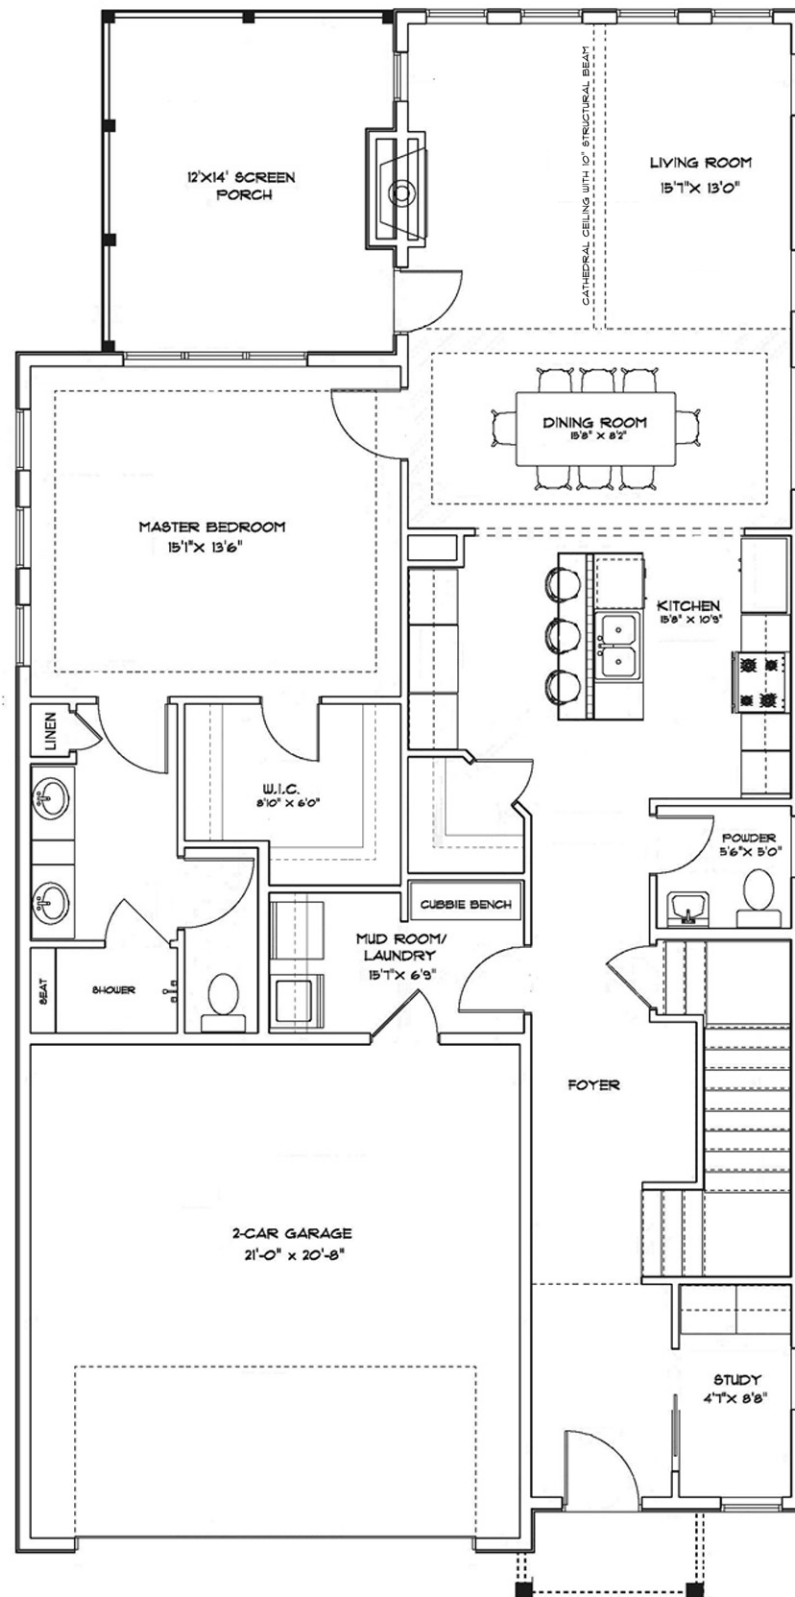 12'X14' SCREEN
PORCH
CATHEDRAL CEILING WITH 10" STRUCTURAL BEAM
LIVING ROOM
15'7"X 13'0"
DINING ROOM
15'8" X 8'2"
MASTER BEDROOM
15'1"X 13'6"
KITCHEN
15'8" X 10'9"
LINEN
W.I.C.
8'10" X 6'0"
POWDER
5'6"X 5'0"
CUBBIE BENCH
MUD ROOM/
LAUNDRY
15'7"X 6'9"
SEAT
SHOWER
FOYER
2-CAR GARAGE
21'-0" x 20'-8"
STUDY
4'7"X 8'8"